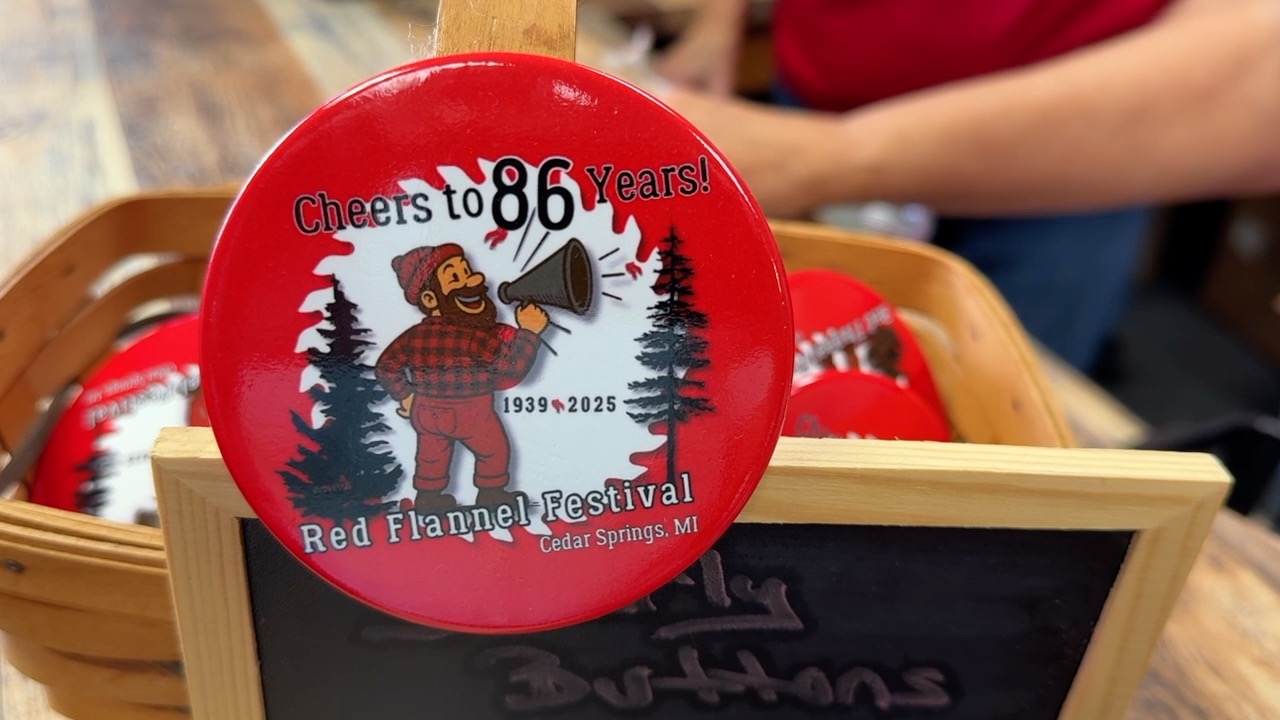 Cheers to 86 Years!
1939 2025
Red Flannel Festival
Cedar Springs, MI
Buttons